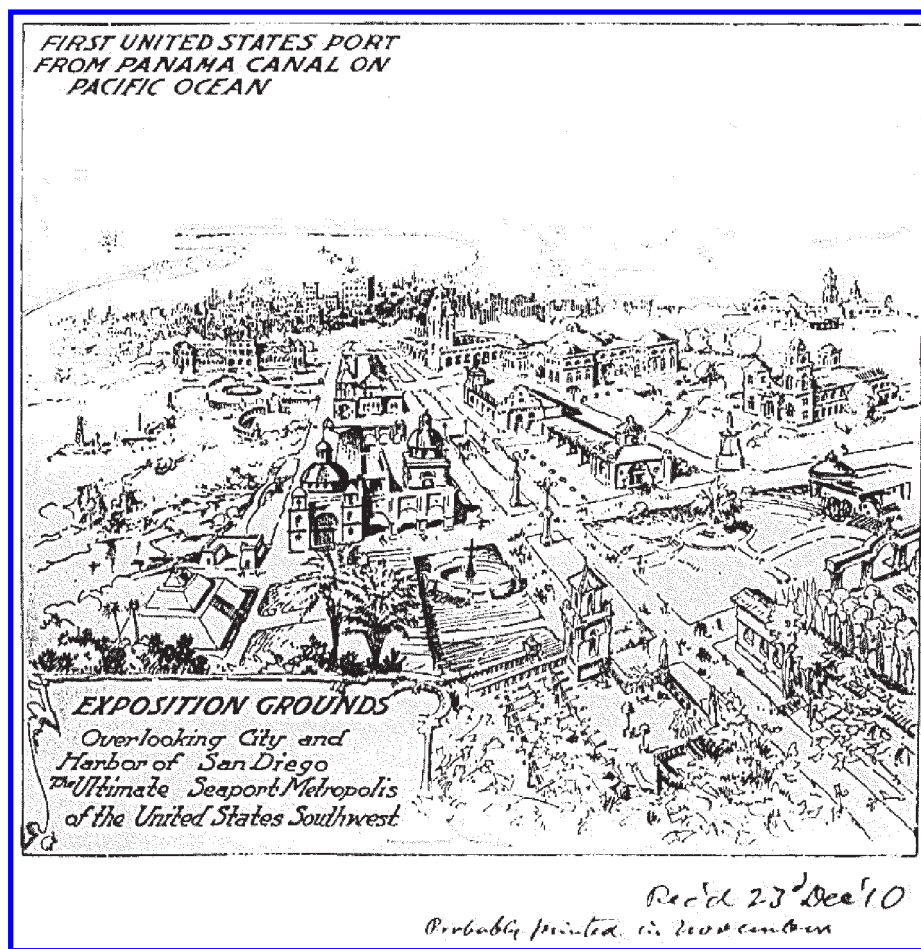 FIRST UNITED STATES PORT
FROM PANAMA CANAL ON
PACIFIC OCEAN
EXPOSITION GROUNDS
Overlooking City and
Harbor of San Diego
The Ultimate Seaport Metropolis
of the United States Southwest
Rec'd 23d Dec '10
Probably printed in November